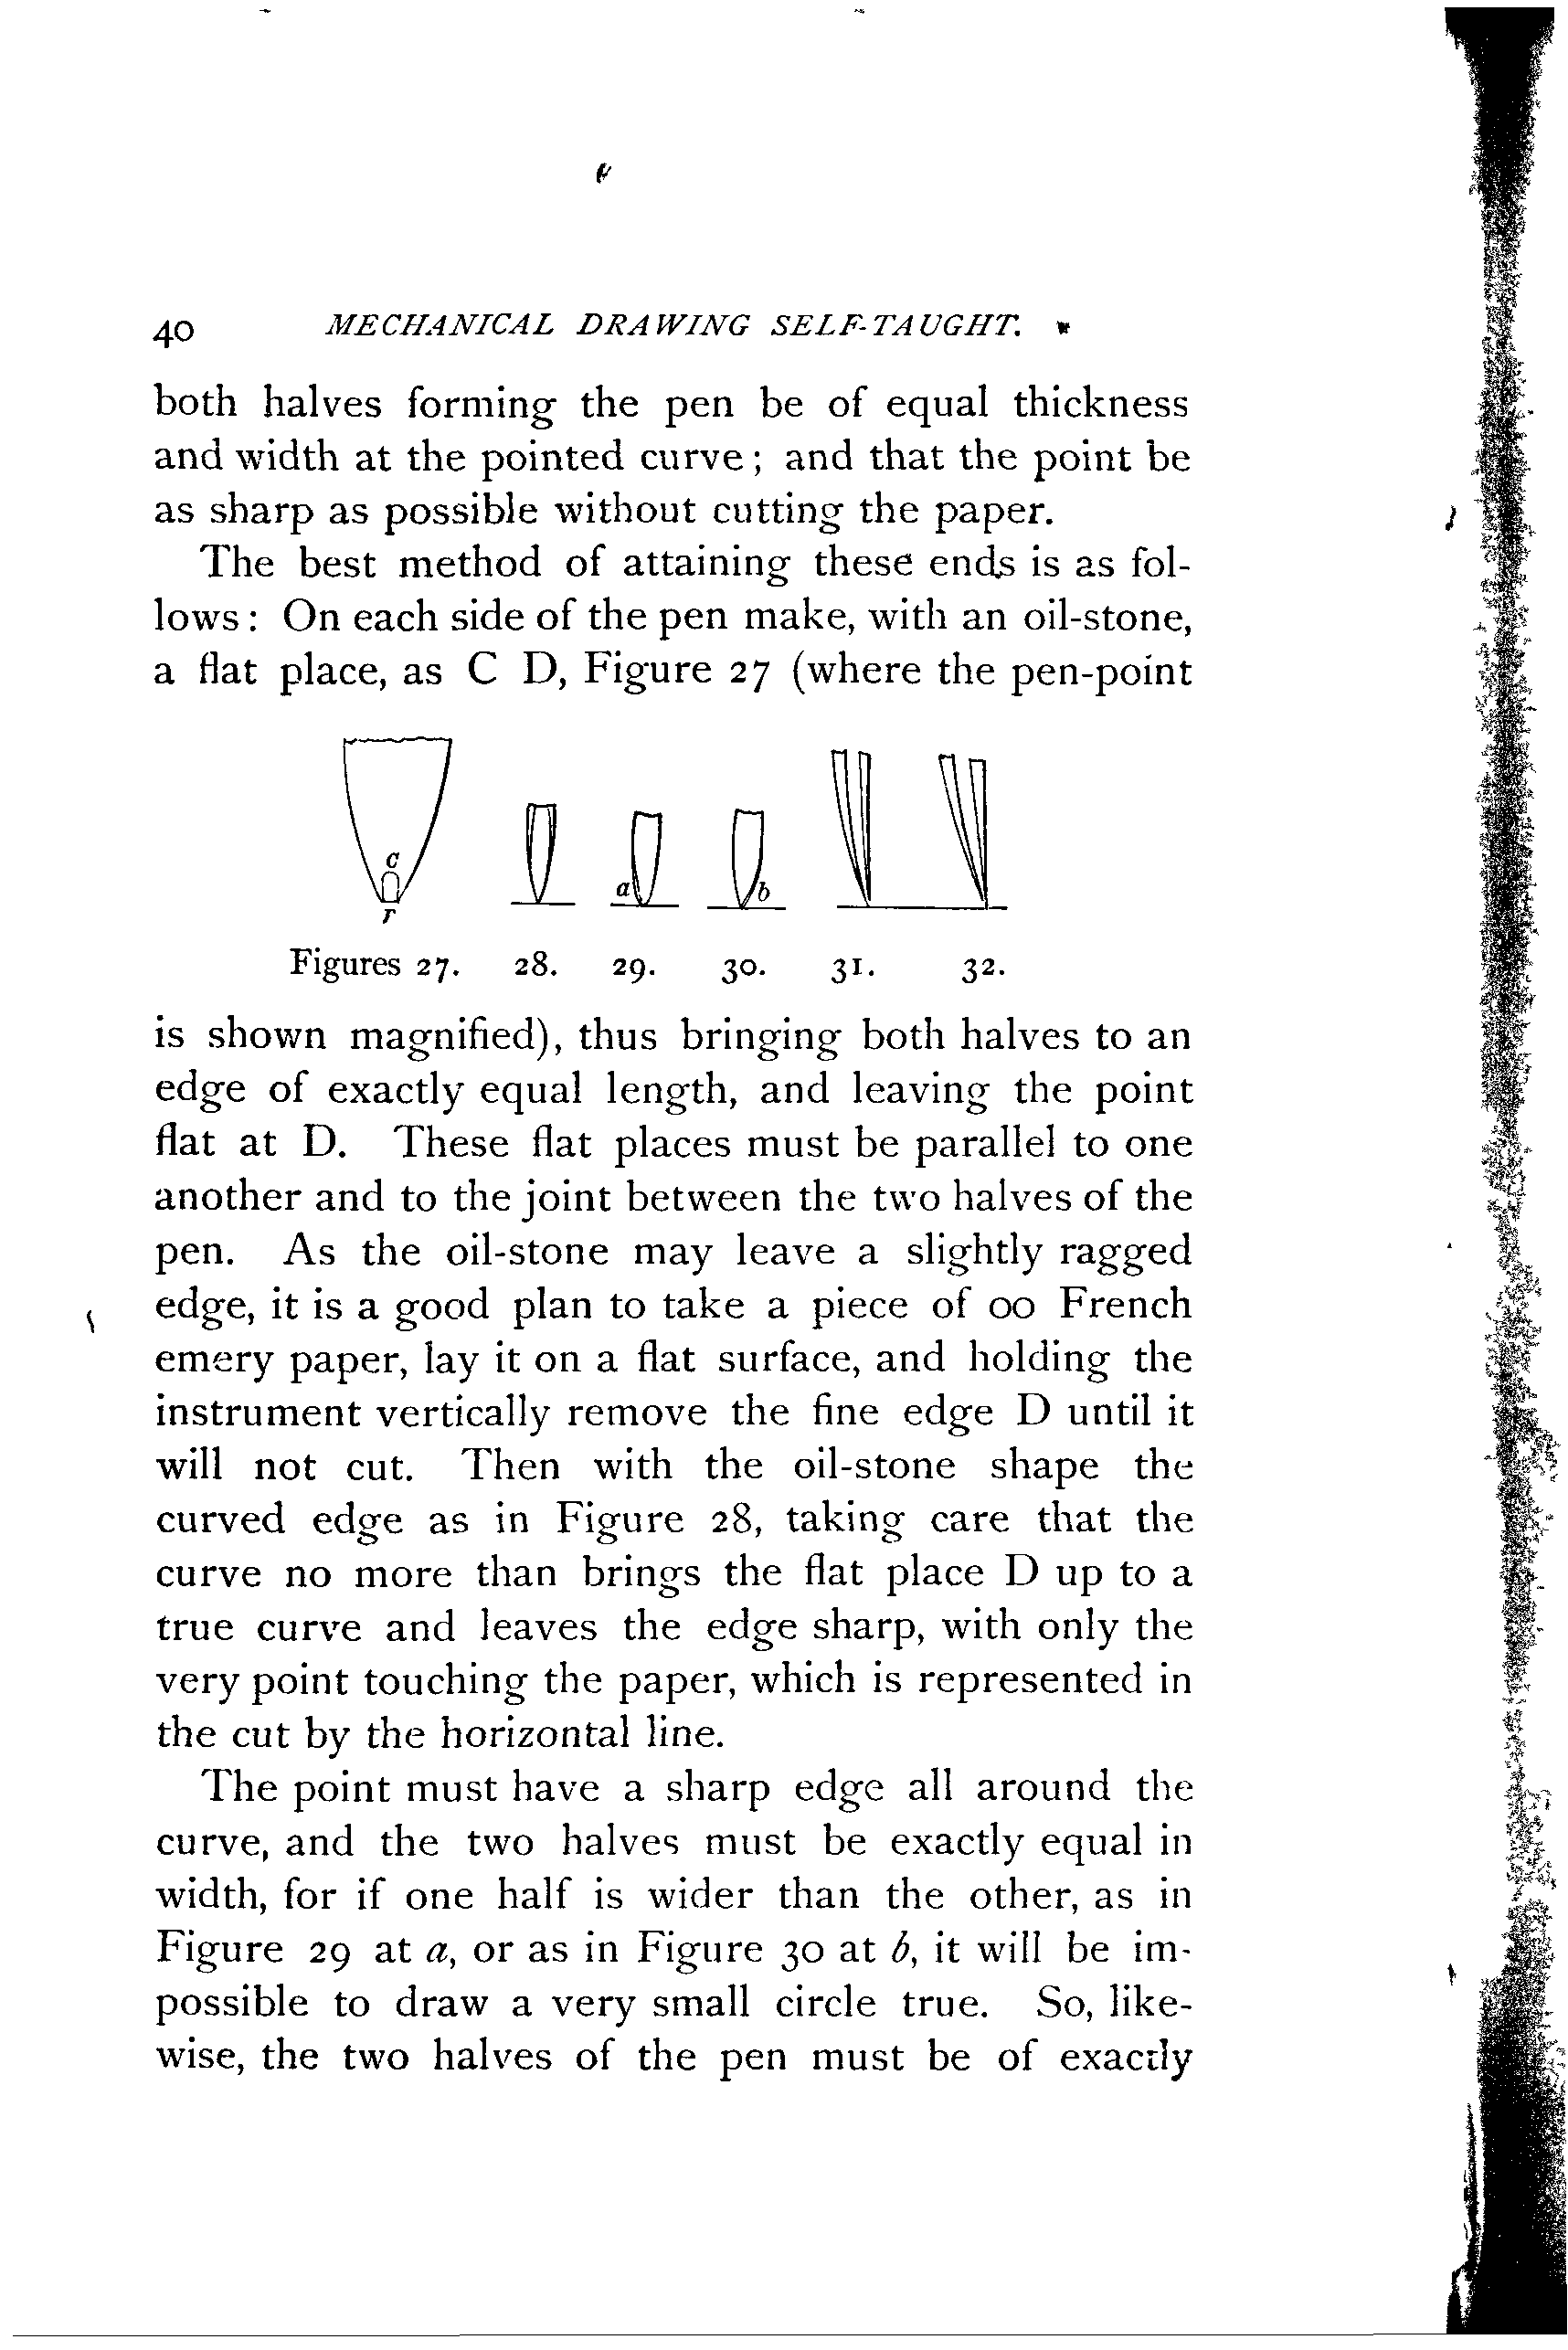 40 MECHANICAL DRAWING SELF-TAUGHT.
both halves forming the pen be of equal thickness
and width at the pointed curve; and that the point be
as sharp as possible without cutting the paper.
The best method of attaining these ends is as fol-
lows: On each side of the pen make, with an oil-stone,
a flat place, as C D, Figure 27 (where the pen-point
c
a b
r
Figures 27. 28. 29. 30. 31. 32.
is shown magnified), thus bringing both halves to an
edge of exactly equal length, and leaving the point
flat at D. These flat places must be parallel to one
another and to the joint between the two halves of the
pen. As the oil-stone may leave a slightly ragged
edge, it is a good plan to take a piece of 00 French
emery paper, lay it on a flat surface, and holding the
instrument vertically remove the fine edge D until it
will not cut. Then with the oil-stone shape the
curved edge as in Figure 28, taking care that the
curve no more than brings the flat place D up to a
true curve and leaves the edge sharp, with only the
very point touching the paper, which is represented in
the cut by the horizontal line.
The point must have a sharp edge all around the
curve, and the two halves must be exactly equal in
width, for if one half is wider than the other, as in
Figure 29 at a, or as in Figure 30 at b, it will be im-
possible to draw a very small circle true. So, like-
wise, the two halves of the pen must be of exactly